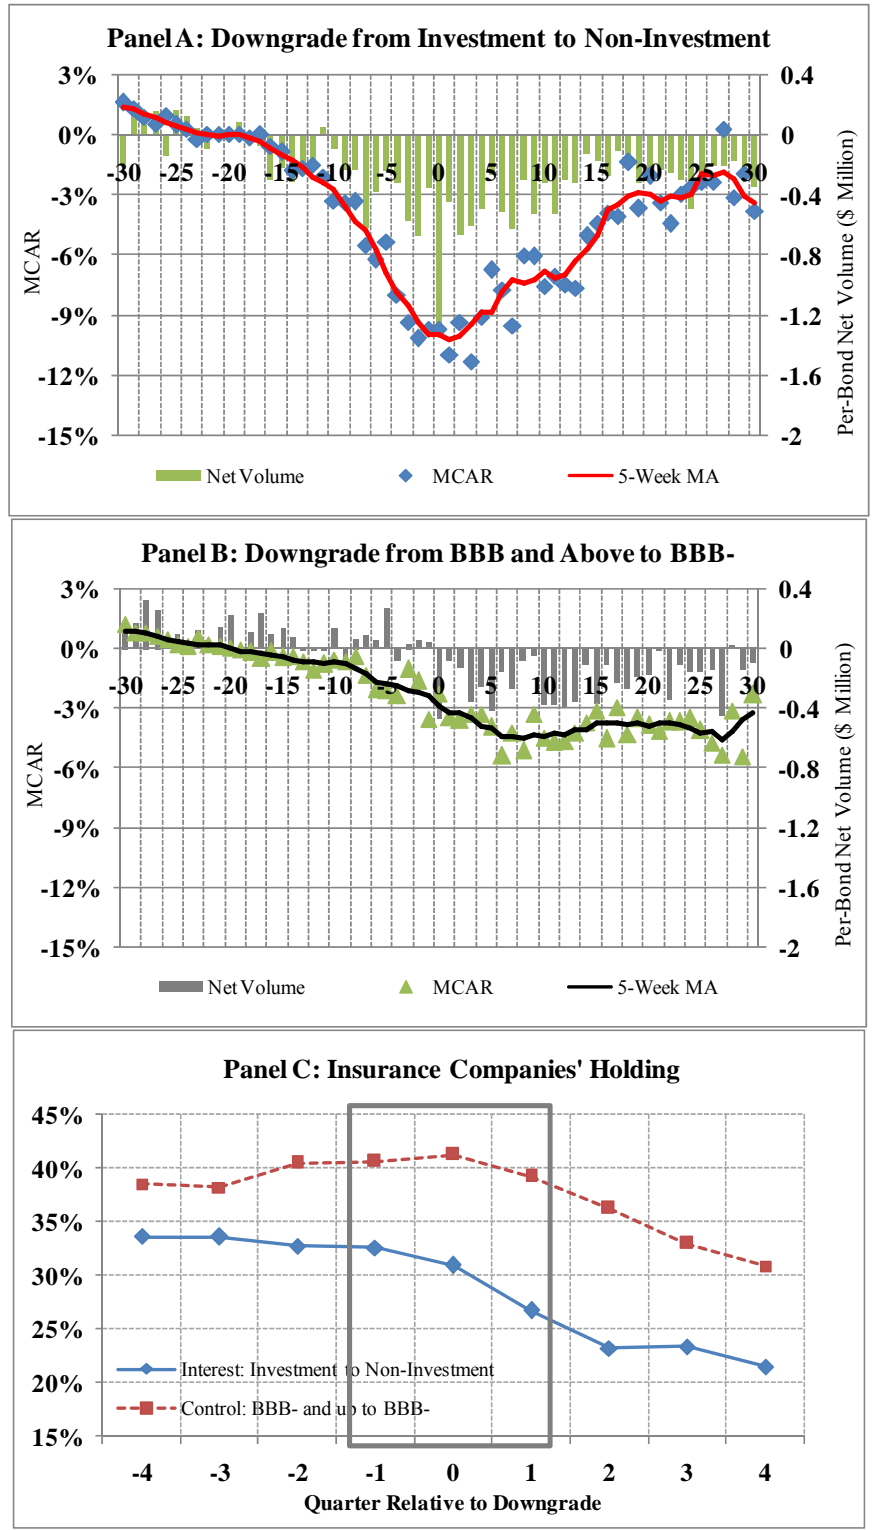 Panel A: Downgrade from Investment to Non-Investment
3% 0.4
0% 0
-30 -25 -20 -15 -10 -5 0 5 10 15 20 25 30
-3% -0.4
-6% -0.8
-9% -1.2
-12% -1.6
-15% -2
MCAR
Per-Bond Net Volume ($ Million)
Net Volume MCAR 5-Week MA
Panel B: Downgrade from BBB and Above to BBB-
3% 0.4
0% 0
-30 -25 -20 -15 -10 -5 0 5 10 15 20 25 30
-3% -0.4
-6% -0.8
-9% -1.2
-12% -1.6
-15% -2
MCAR
Per-Bond Net Volume ($ Million)
Net Volume MCAR 5-Week MA
Panel C: Insurance Companies' Holding
45%
40%
35%
30%
25%
20%
15%
Interest: Investment to Non-Investment
Control: BBB- and up to BBB-
-4 -3 -2 -1 0 1 2 3 4
Quarter Relative to Downgrade